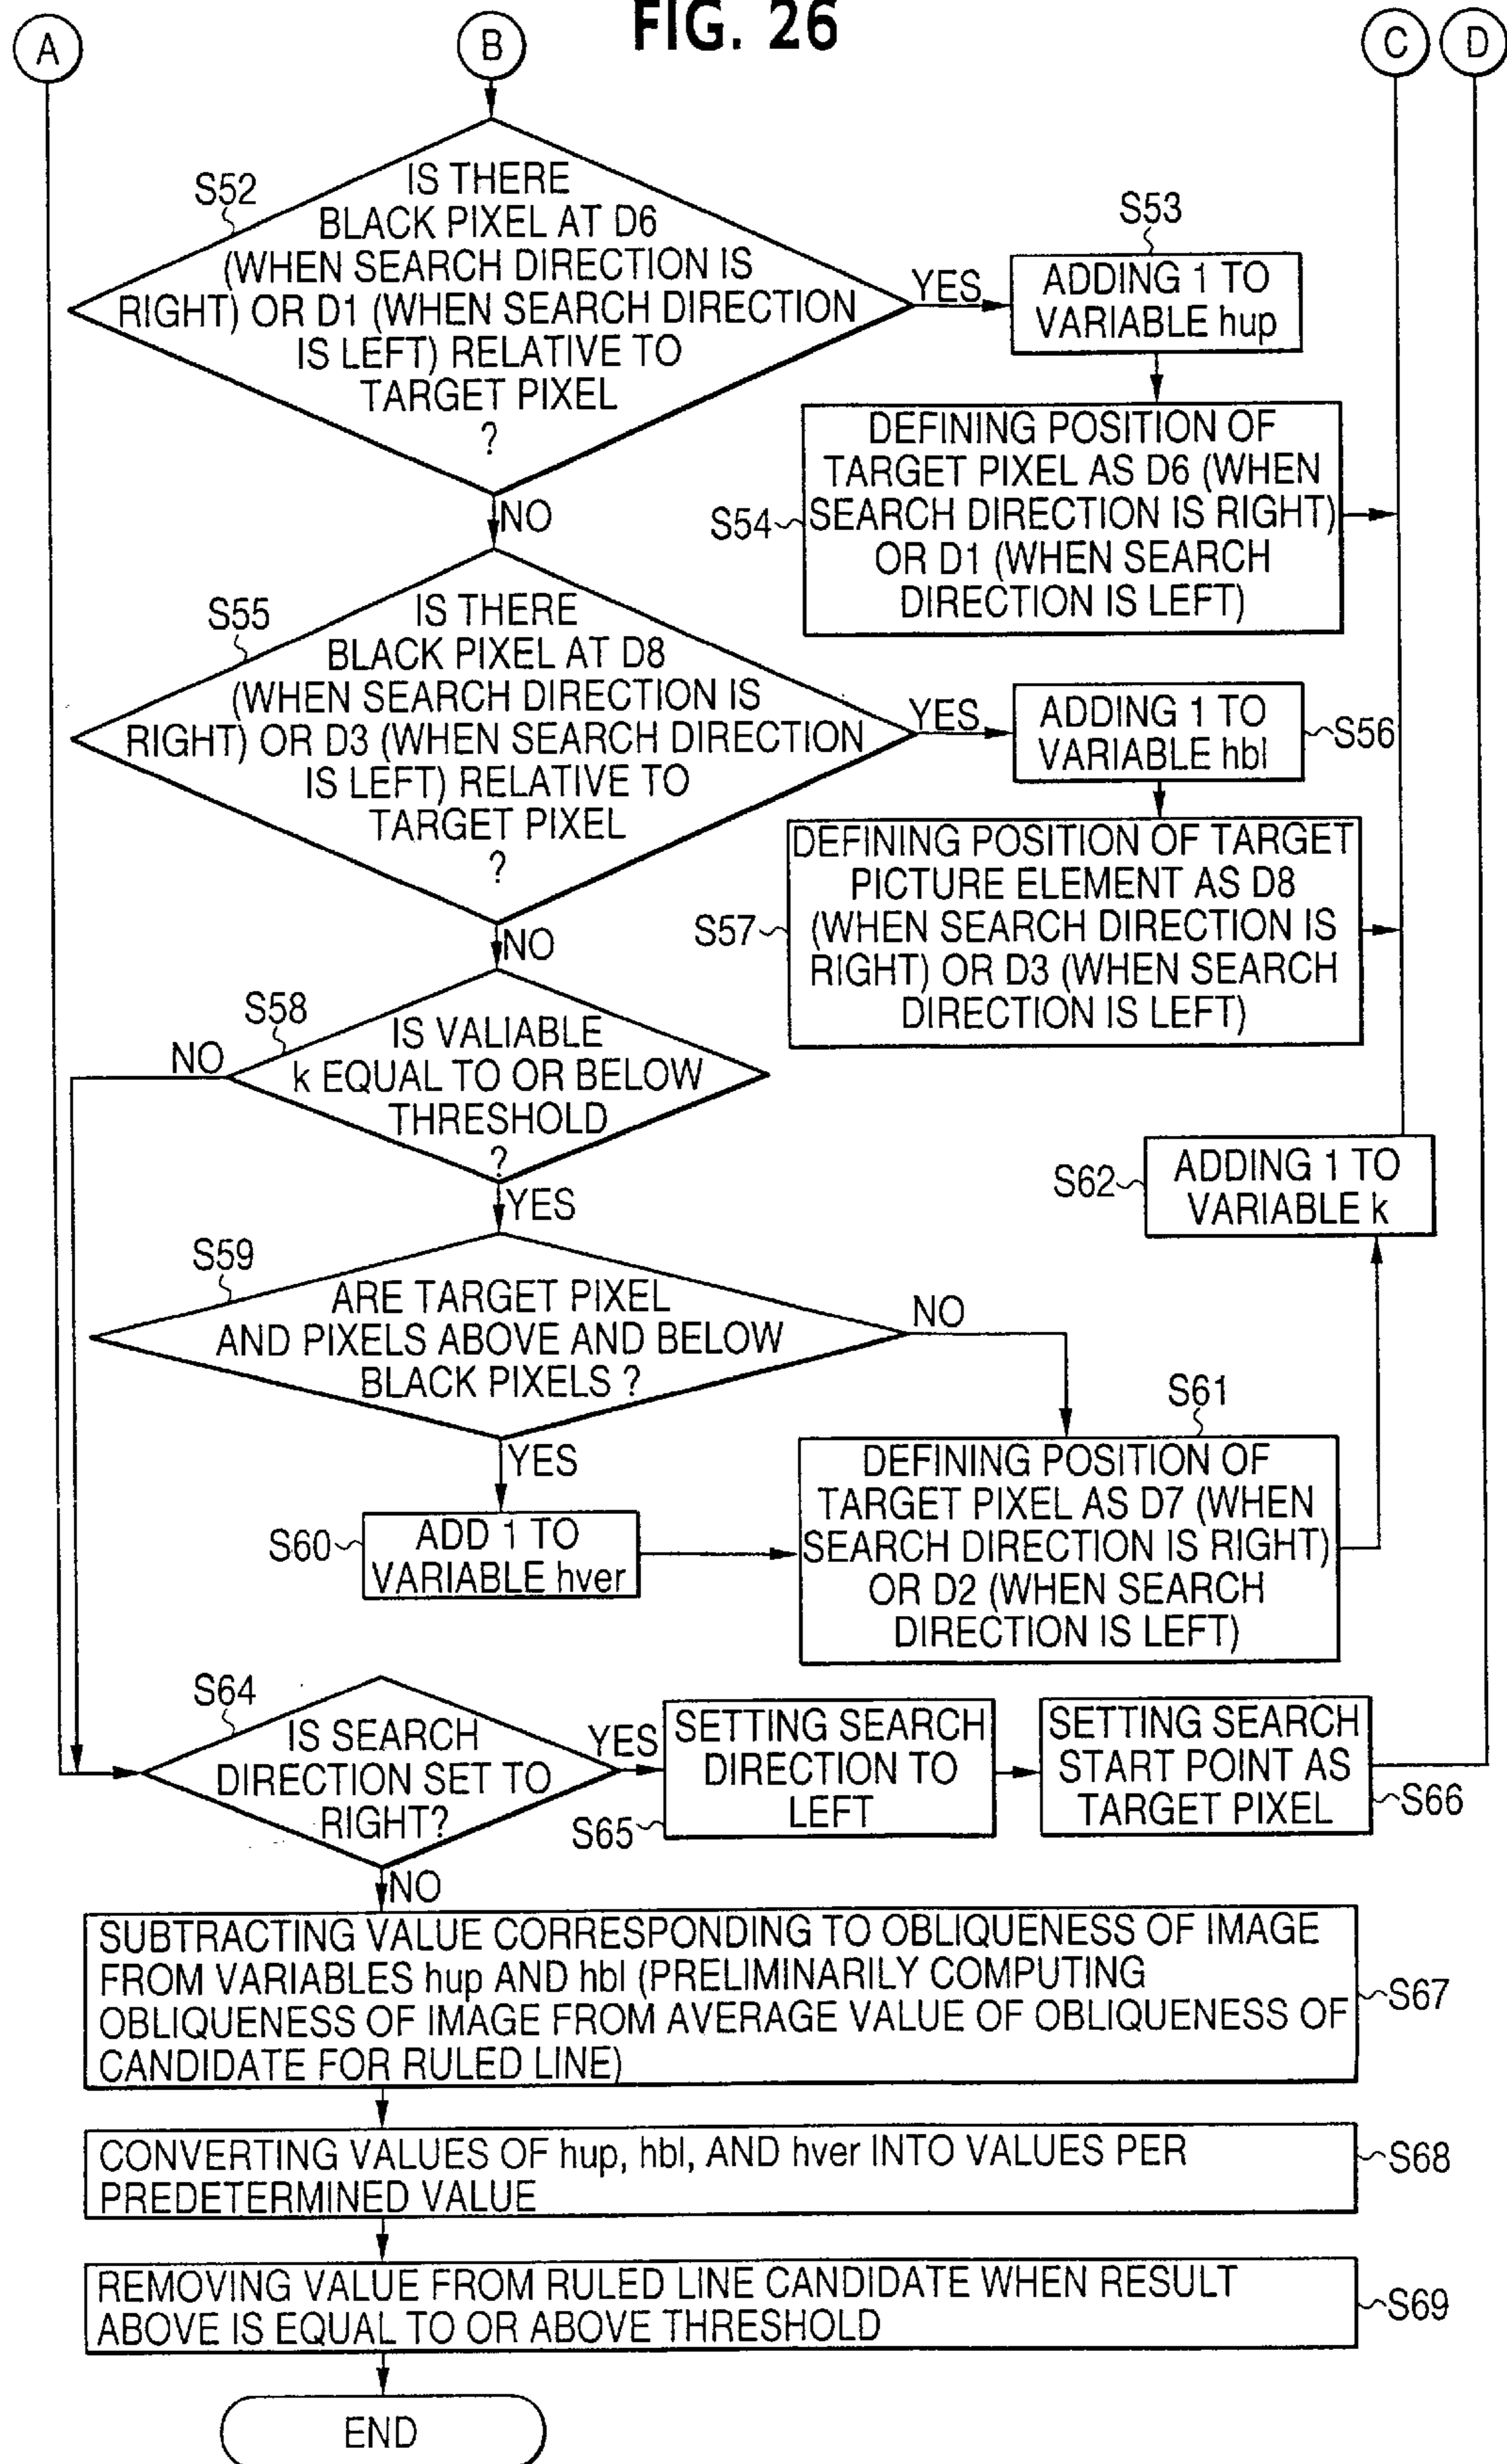 FIG. 26
A
B
C
D
S52
IS THERE
BLACK PIXEL AT D6
(WHEN SEARCH DIRECTION IS
RIGHT) OR D1 (WHEN SEARCH DIRECTION
IS LEFT) RELATIVE TO
TARGET PIXEL
?
YES
NO
S53
ADDING 1 TO
VARIABLE hup
S54
DEFINING POSITION OF
TARGET PIXEL AS D6 (WHEN
SEARCH DIRECTION IS RIGHT)
OR D1 (WHEN SEARCH
DIRECTION IS LEFT)
S55
IS THERE
BLACK PIXEL AT D8
(WHEN SEARCH DIRECTION IS
RIGHT) OR D3 (WHEN SEARCH DIRECTION
IS LEFT) RELATIVE TO
TARGET PIXEL
?
YES
NO
ADDING 1 TO
VARIABLE hbl
S56
S57
DEFINING POSITION OF TARGET
PICTURE ELEMENT AS D8
(WHEN SEARCH DIRECTION IS
RIGHT) OR D3 (WHEN SEARCH
DIRECTION IS LEFT)
S58
NO
IS VALIABLE
k EQUAL TO OR BELOW
THRESHOLD
?
YES
S62
ADDING 1 TO
VARIABLE k
S59
ARE TARGET PIXEL
AND PIXELS ABOVE AND BELOW
BLACK PIXELS ?
NO
YES
S60
ADD 1 TO
VARIABLE hver
S61
DEFINING POSITION OF
TARGET PIXEL AS D7 (WHEN
SEARCH DIRECTION IS RIGHT)
OR D2 (WHEN SEARCH
DIRECTION IS LEFT)
S64
IS SEARCH
DIRECTION SET TO
RIGHT?
YES
NO
SETTING SEARCH
DIRECTION TO
LEFT
S65
SETTING SEARCH
START POINT AS
TARGET PIXEL
S66
SUBTRACTING VALUE CORRESPONDING TO OBLIQUENESS OF IMAGE
FROM VARIABLES hup AND hbl (PRELIMINARILY COMPUTING
OBLIQUENESS OF IMAGE FROM AVERAGE VALUE OF OBLIQUENESS OF
CANDIDATE FOR RULED LINE)
S67
CONVERTING VALUES OF hup, hbl, AND hver INTO VALUES PER
PREDETERMINED VALUE
S68
REMOVING VALUE FROM RULED LINE CANDIDATE WHEN RESULT
ABOVE IS EQUAL TO OR ABOVE THRESHOLD
S69
END